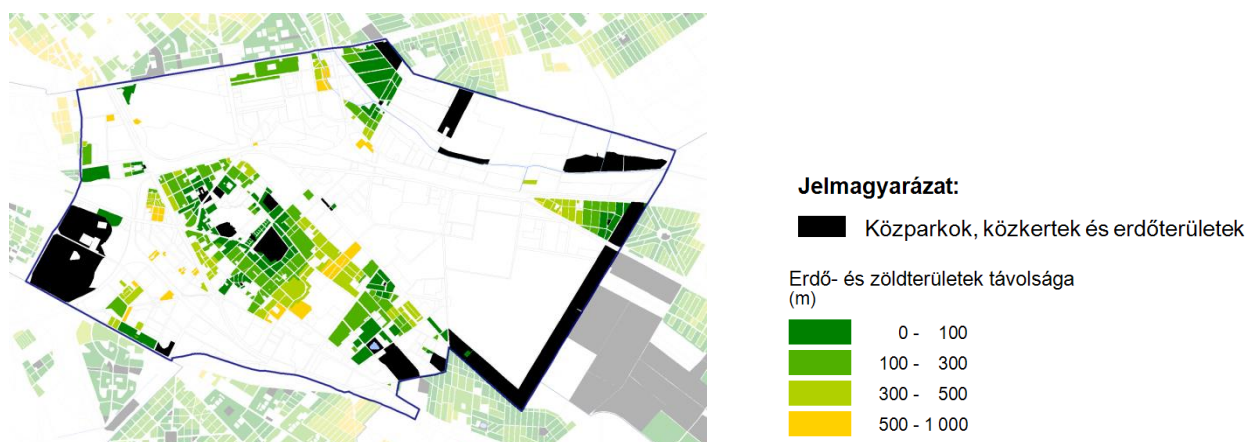 Jelmagyarázat:
Közparkok, közkertek és erdőterületek
Erdő- és zöldterületek távolsága
(m)
0 - 100
100 - 300
300 - 500
500 - 1 000